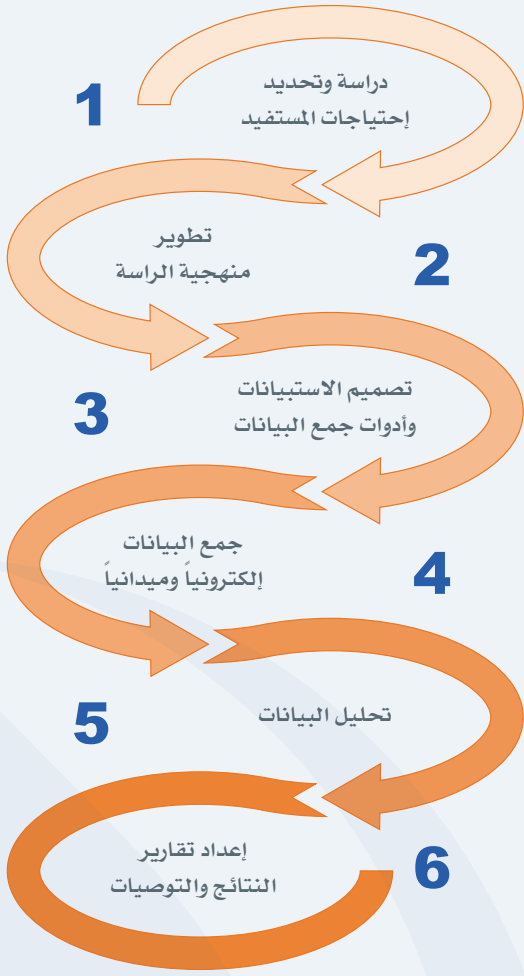 1
دراسة وتحديد
إحتياجات المستفيد
2
تطوير
منهجية الراسة
3
تصميم الاستبيانات
وأدوات جمع البيانات
4
جمع البيانات
إلكترونياً وميدانياً
5
تحليل البيانات
6
إعداد تقارير
النتائج والتوصيات